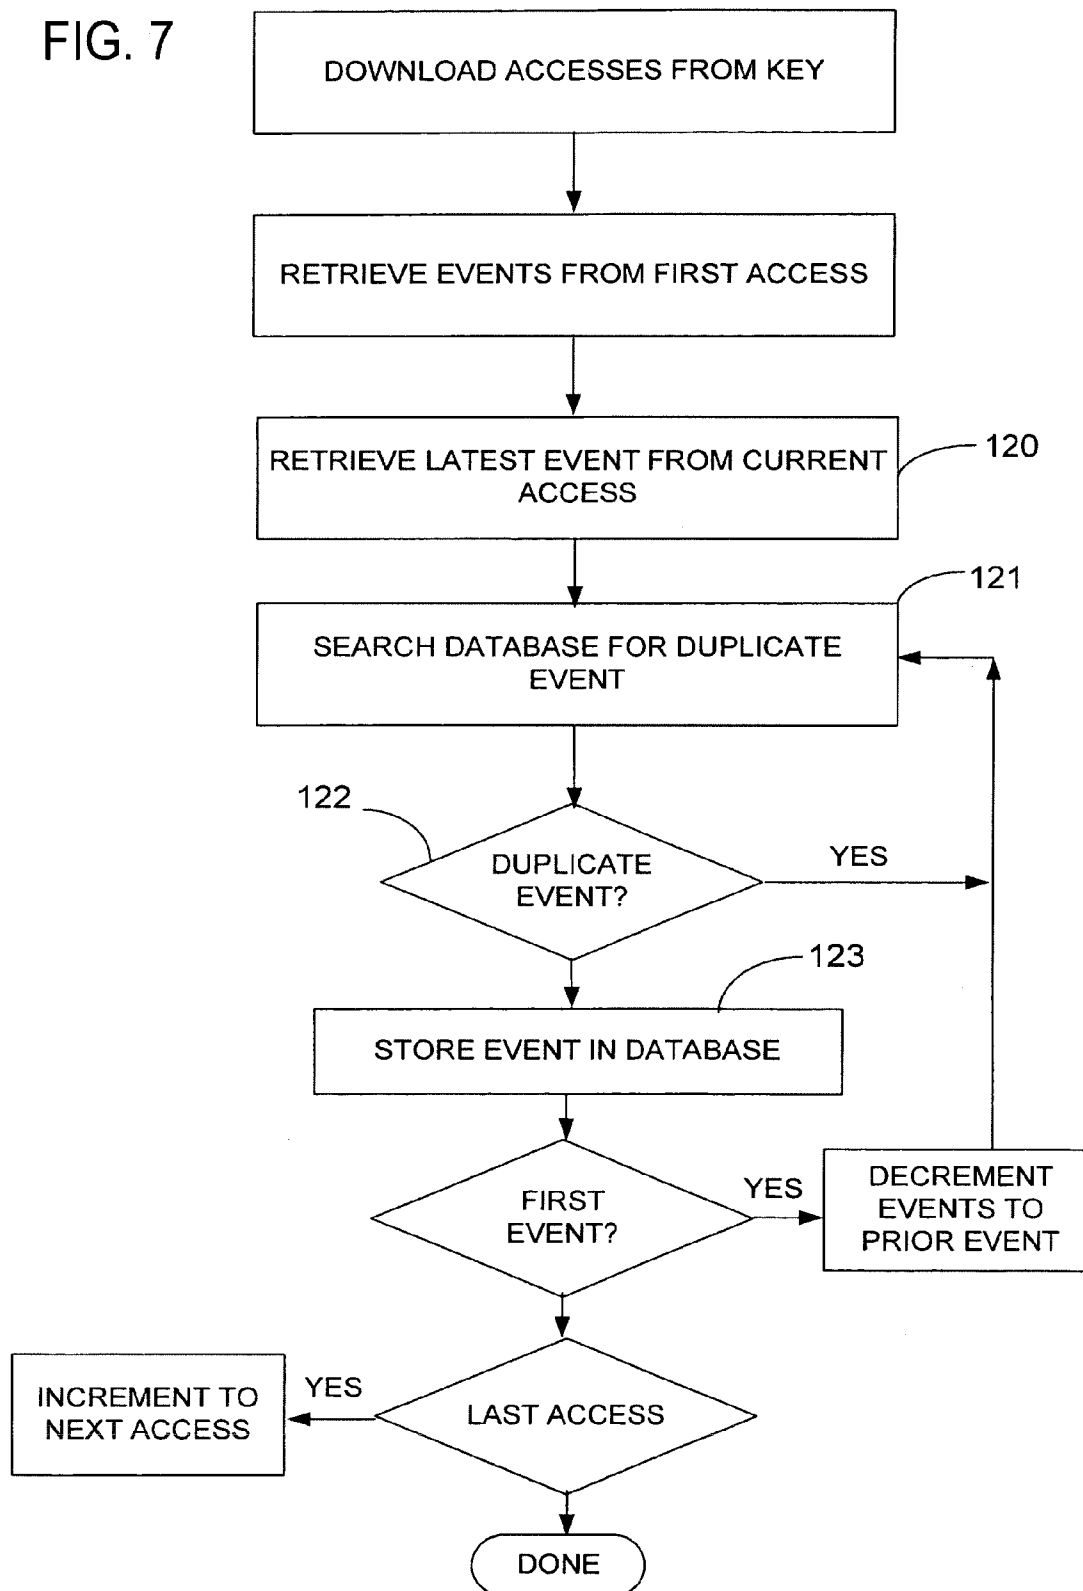 FIG. 7
DOWNLOAD ACCESSES FROM KEY
RETRIEVE EVENTS FROM FIRST ACCESS
RETRIEVE LATEST EVENT FROM CURRENT
ACCESS
120
121
SEARCH DATABASE FOR DUPLICATE
EVENT
122
DUPLICATE
EVENT?
YES
123
STORE EVENT IN DATABASE
FIRST
EVENT?
YES
DECREMENT
EVENTS TO
PRIOR EVENT
LAST ACCESS
YES
INCREMENT TO
NEXT ACCESS
DONE